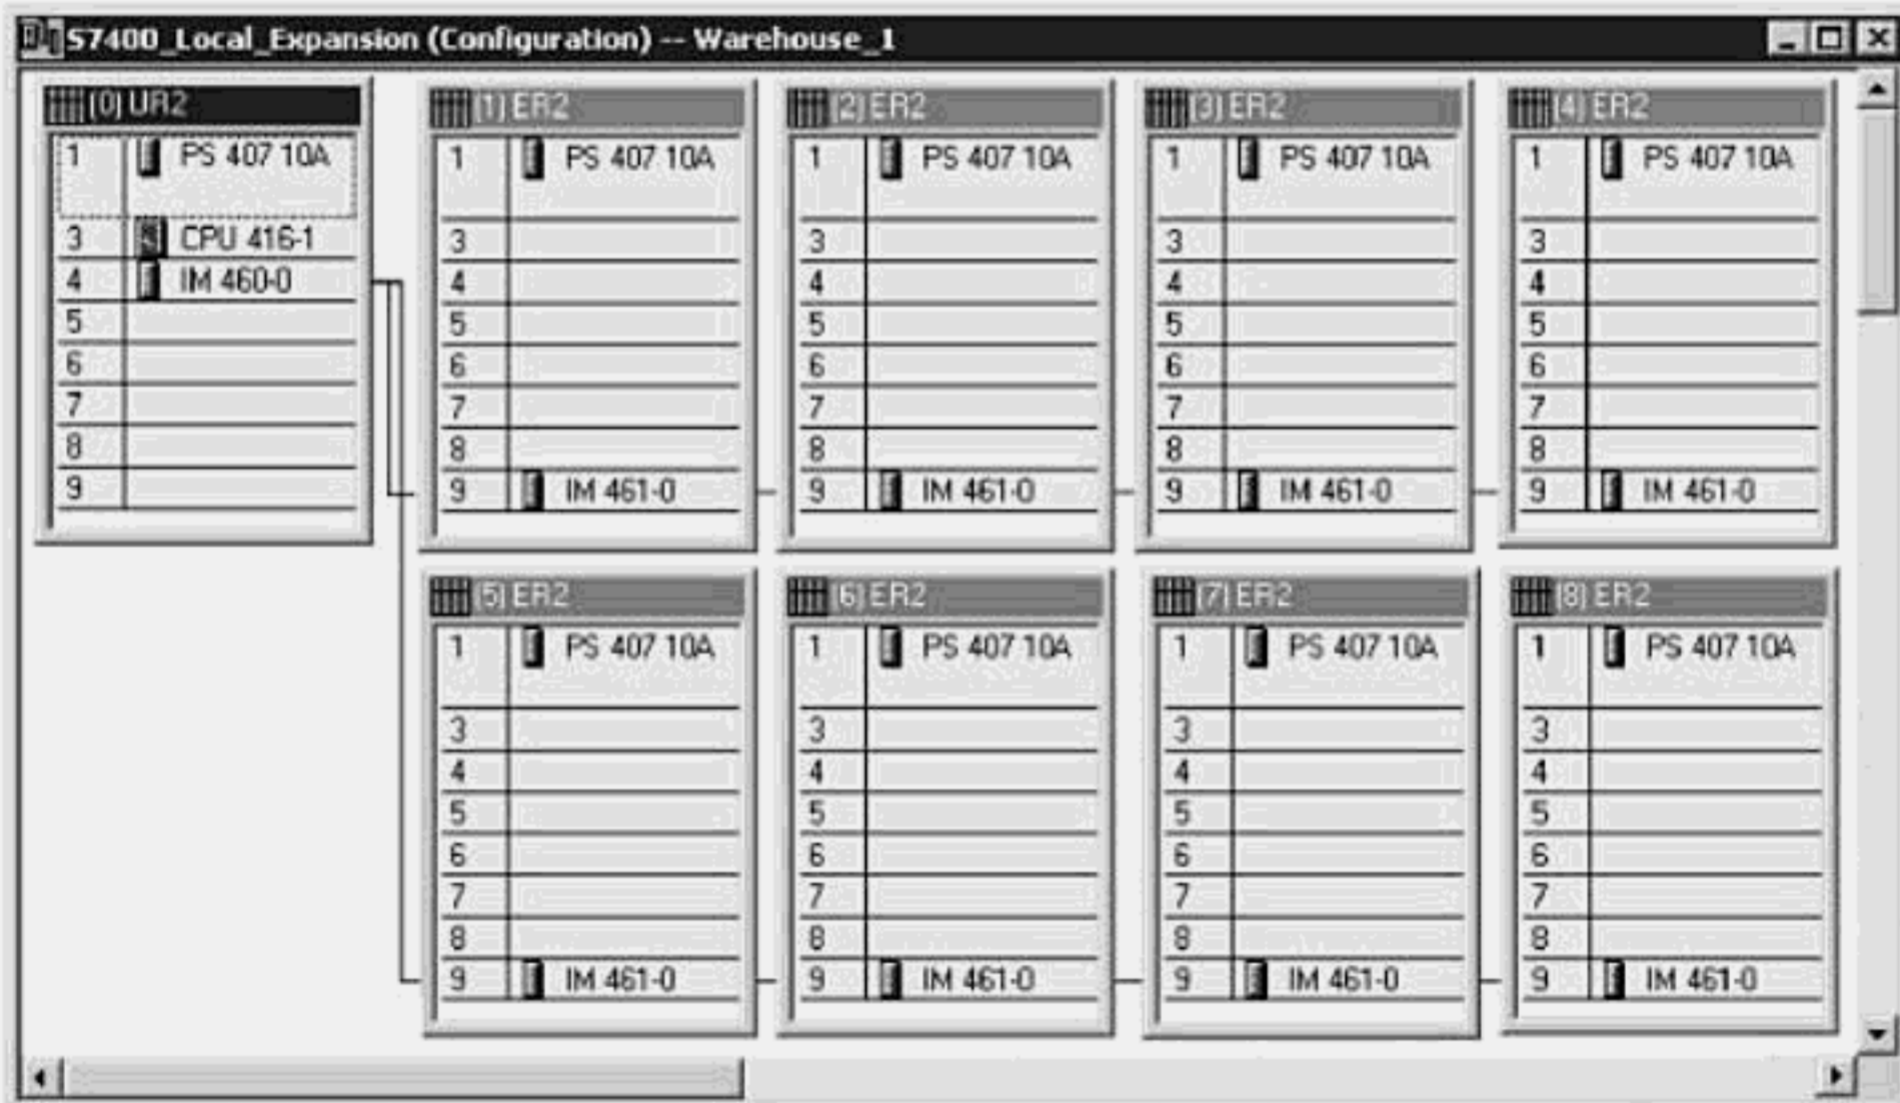 S7400_Local_Expansion (Configuration) -- Warehouse_1
(0) UR2
1 PS 407 10A
3 CPU 416-1
4 IM 460-0
5
6
7
8
9
(1) ER2
1 PS 407 10A
3
4
5
6
7
8
9 IM 461-0
(2) ER2
1 PS 407 10A
3
4
5
6
7
8
9 IM 461-0
(3) ER2
1 PS 407 10A
3
4
5
6
7
8
9 IM 461-0
(4) ER2
1 PS 407 10A
3
4
5
6
7
8
9 IM 461-0
(5) ER2
1 PS 407 10A
3
4
5
6
7
8
9 IM 461-0
(6) ER2
1 PS 407 10A
3
4
5
6
7
8
9 IM 461-0
(7) ER2
1 PS 407 10A
3
4
5
6
7
8
9 IM 461-0
(8) ER2
1 PS 407 10A
3
4
5
6
7
8
9 IM 461-0